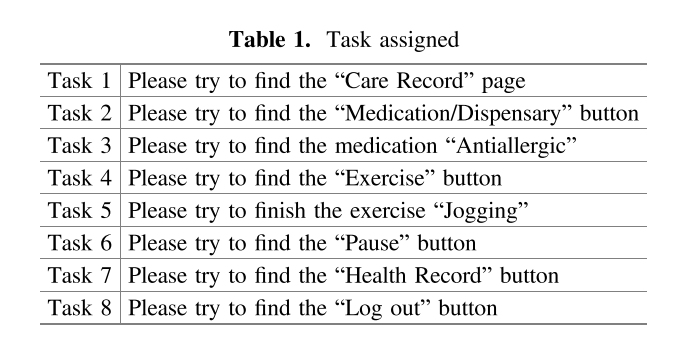 Table 1. Task assigned
Task 1 Please try to find the “Care Record” page
Task 2 Please try to find the “Medication/Dispensary” button
Task 3 Please try to find the medication “Antiallergic”
Task 4 Please try to find the “Exercise” button
Task 5 Please try to finish the exercise “Jogging”
Task 6 Please try to find the “Pause” button
Task 7 Please try to find the “Health Record” button
Task 8 Please try to find the “Log out” button